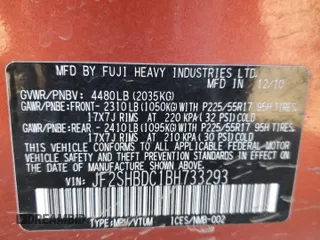 MFD. BY FUJI HEAVY INDUSTRIES LTD.
MFD. IN 12/10
GVWR/PNBV: 4480LB (2035KG)
GAWR/PNBE:FRONT- 2310LB(1050KG)WITH P225/55R17 95H TIRES
17X7J RIMS AT 220 KPA (32 PSI) COLD
GAWR/PNBE:REAR - 2410LB(1095KG)WITH P225/55R17 95H TIRES
17X7J RIMS AT 210 KPA (30 PSI) COLD
THIS VEHICLE CONFORMS TO ALL APPLICABLE
FEDERAL MOTOR VEHICLE SAFETY STANDARDS
IN EFFECT ON THE DATE OF MANUFACTURE
SHOWN ABOVE.
VIN: JF2SHBDC1BH733293
TYPE:MPV/VTUM ICES/NMB-002